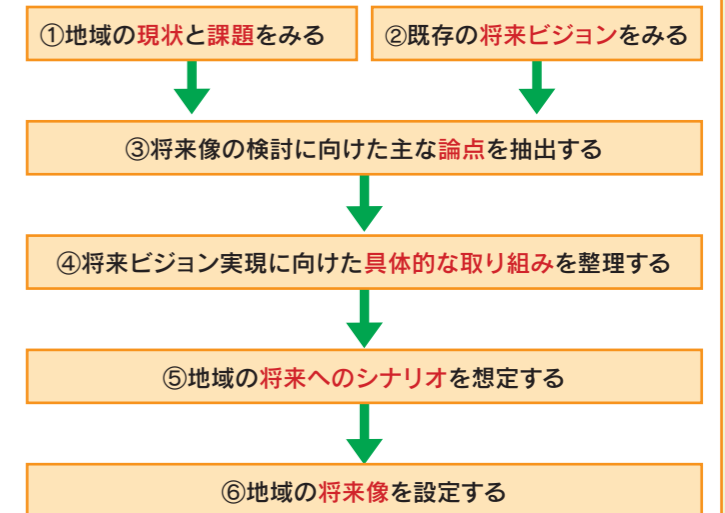 ①地域の現状と課題をみる
②既存の将来ビジョンをみる
③将来像の検討に向けた主な論点を抽出する
④将来ビジョン実現に向けた具体的な取り組みを整理する
⑤地域の将来へのシナリオを想定する
⑥地域の将来像を設定する